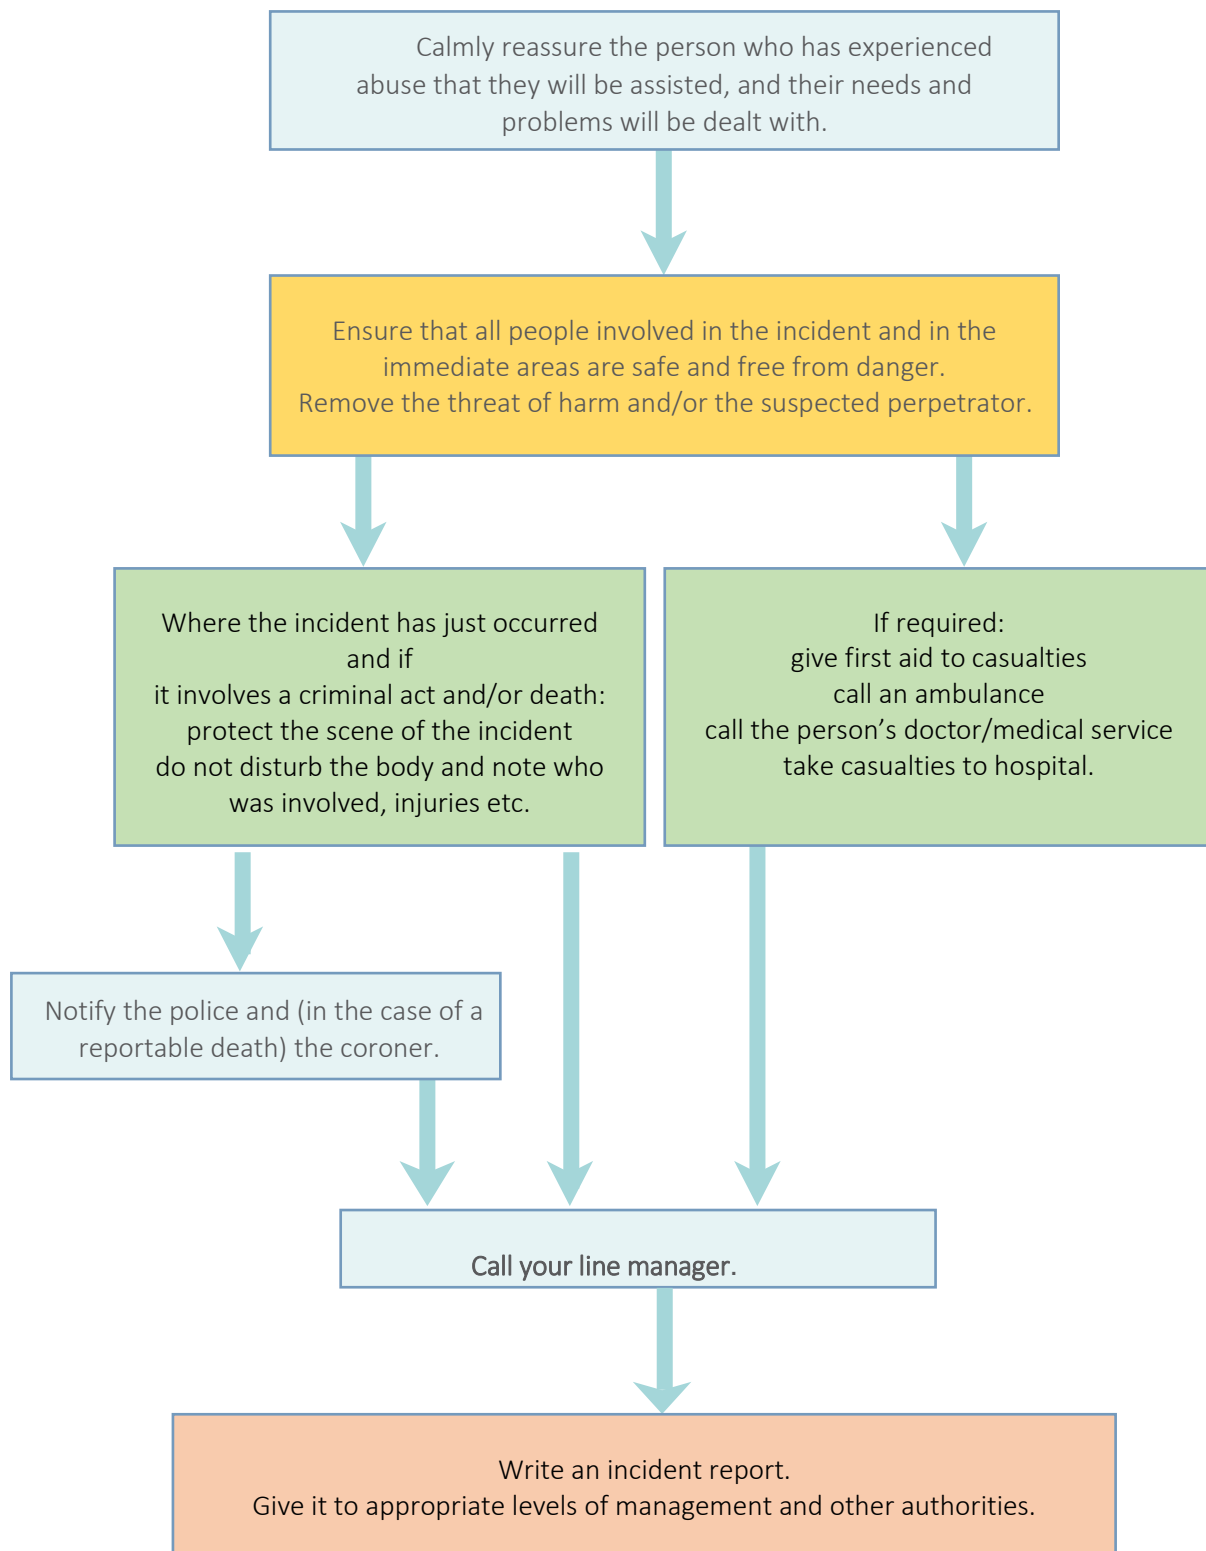 Calmly reassure the person who has experienced
abuse that they will be assisted, and their needs and
problems will be dealt with.
Ensure that all people involved in the incident and in the
immediate areas are safe and free from danger.
Remove the threat of harm and/or the suspected perpetrator.
Where the incident has just occurred
and if
it involves a criminal act and/or death:
protect the scene of the incident
do not disturb the body and note who
was involved, injuries etc.
If required:
give first aid to casualties
call an ambulance
call the person’s doctor/medical service
take casualties to hospital.
Notify the police and (in the case of a
reportable death) the coroner.
Call your line manager.
Write an incident report.
Give it to appropriate levels of management and other authorities.